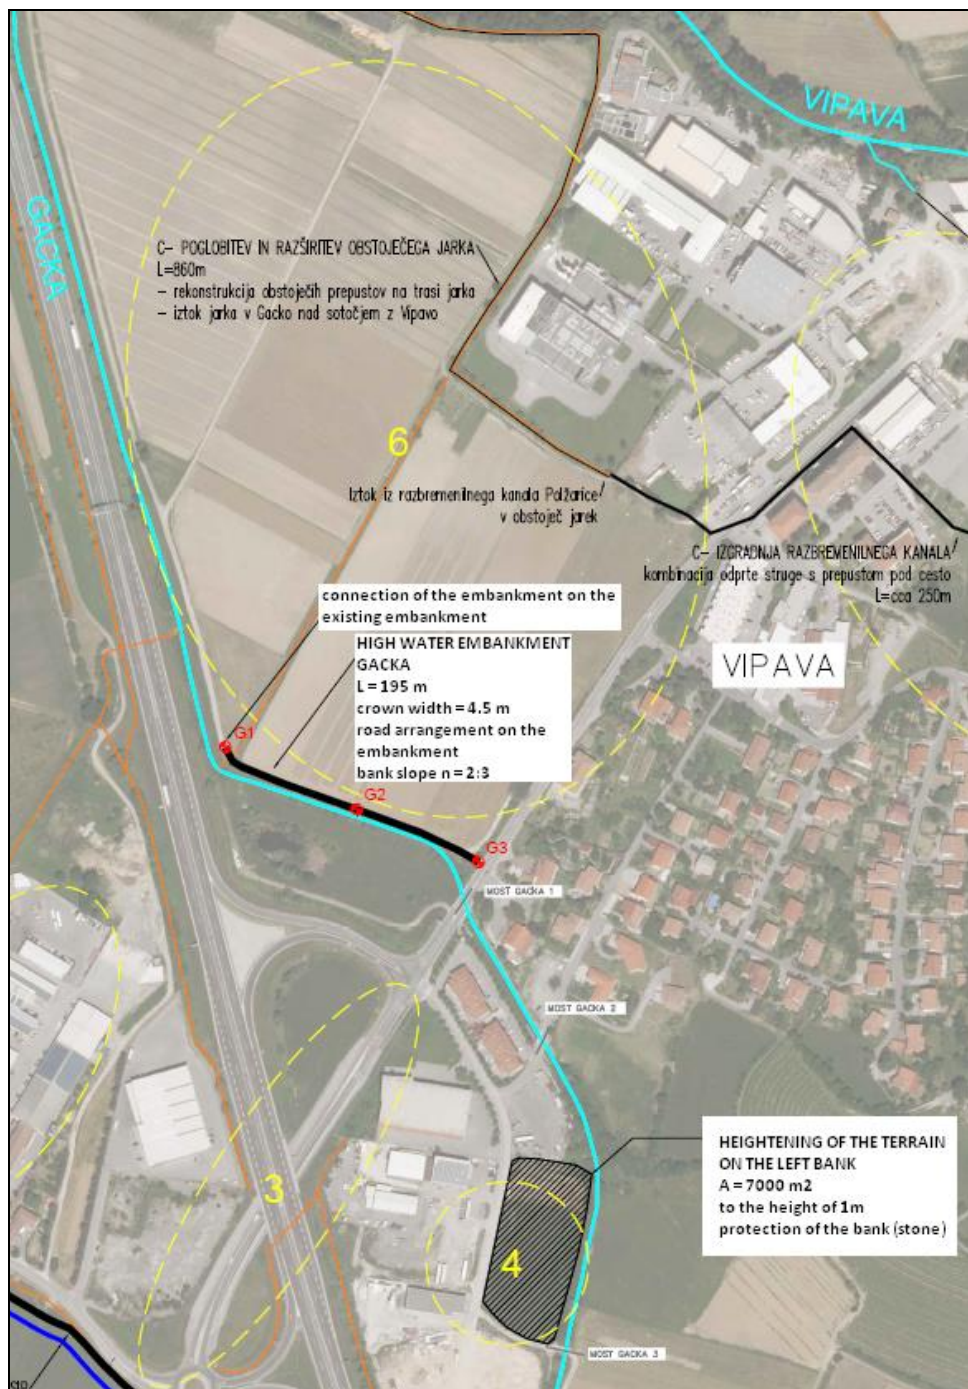 VIPAVA
GACKA
C- POGLOBITEV IN RAZŠIRITEV OBSTOJEČEGA JARKA
L=860m
- rekonstrukcija obstoječih prepustov na trasi jarka
- iztok jarka v Gacko nad sotočjem z Vipavo
6
Iztok iz razbremenilnega kanala Polžarice
v obstoječ jarek
C- IZGRADNJA RAZBREMENILNEGA KANALA
kombinacija odprte struge s prepustom pod cesto
L=cca 250m
connection of the embankment on the
existing embankment
HIGH WATER EMBANKMENT
GACKA
L = 195 m
crown width = 4.5 m
road arrangement on the
embankment
bank slope n = 2:3
VIPAVA
G1
G2
G3
MOST GACKA 1
MOST GACKA 2
HEIGHTENING OF THE TERRAIN
ON THE LEFT BANK
A = 7000 m2
to the height of 1m
protection of the bank (stone)
3
4
MOST GACKA 3